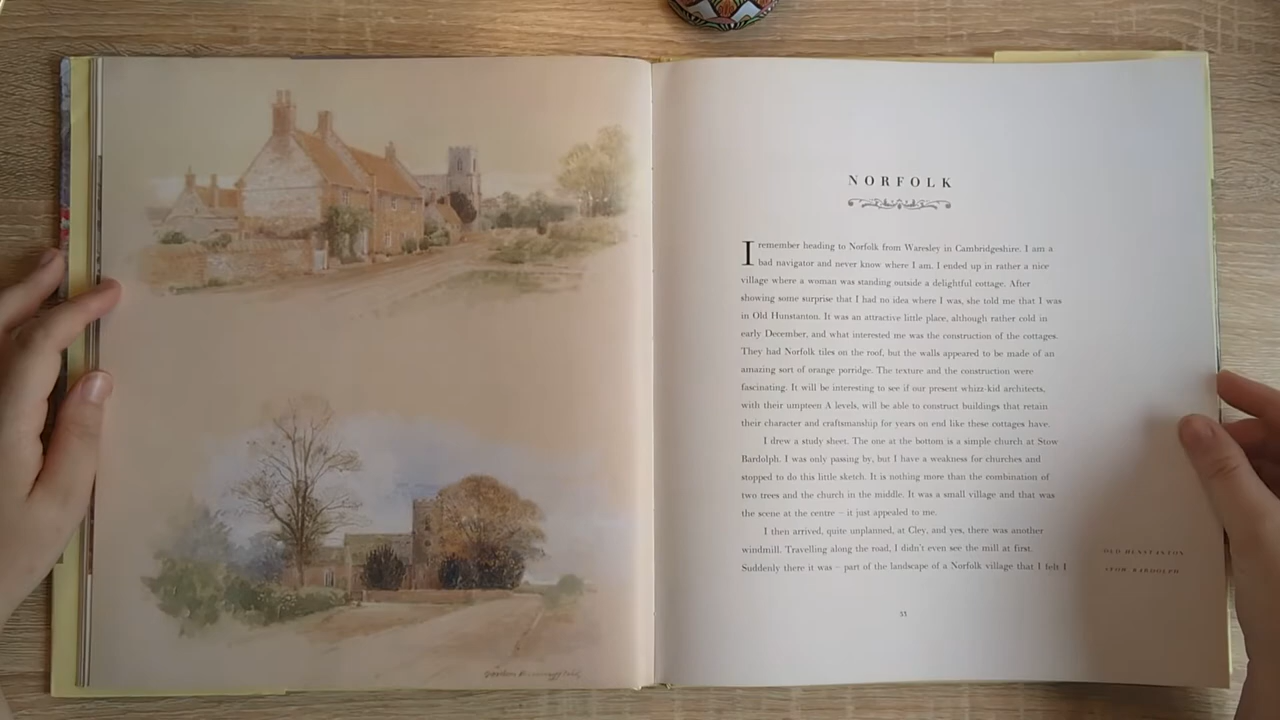 NORFOLK
I remember heading to Norfolk from Waresley in Cambridgeshire. I am a
bad navigator and never know where I am. I ended up in rather a nice
village where a woman was standing outside a delightful cottage. After
showing some surprise that I had no idea where I was, she told me that I was
in Old Hunstanton. It was an attractive little place, although rather cold in
early December, and what interested me was the construction of the cottages.
They had Norfolk tiles on the roof, but the walls appeared to be made of an
amazing sort of orange porridge. The texture and the construction were
fascinating. It will be interesting to see if our present whizz-kid architects,
with their umpteen A levels, will be able to construct buildings that retain
their character and craftsmanship for years on end like these cottages have.
I drew a study sheet. The one at the bottom is a simple church at Stow
Bardolph. I was only passing by, but I have a weakness for churches and
stopped to do this little sketch. It is nothing more than the combination of
two trees and the church in the middle. It was a small village and that was
the scene at the centre – it just appealed to me.
I then arrived, quite unplanned, at Cley, and yes, there was another
windmill. Travelling along the road, I didn't even see the mill at first.
Suddenly there it was – part of the landscape of a Norfolk village that I felt I
OLD HUNSTANTON
STOW BARDOLPH